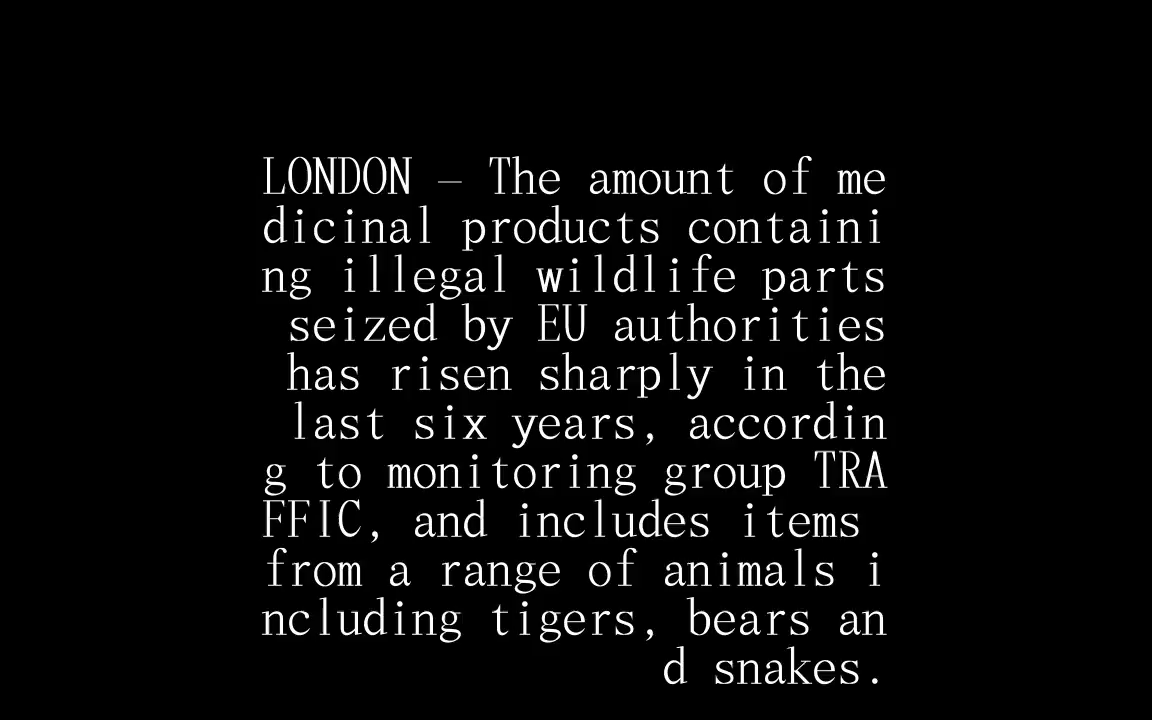 LONDON – The amount of me
dicinal products containi
ng illegal wildlife parts
seized by EU authorities
has risen sharply in the
last six years, accordin
g to monitoring group TRA
FFIC, and includes items
from a range of animals i
ncluding tigers, bears an
d snakes.